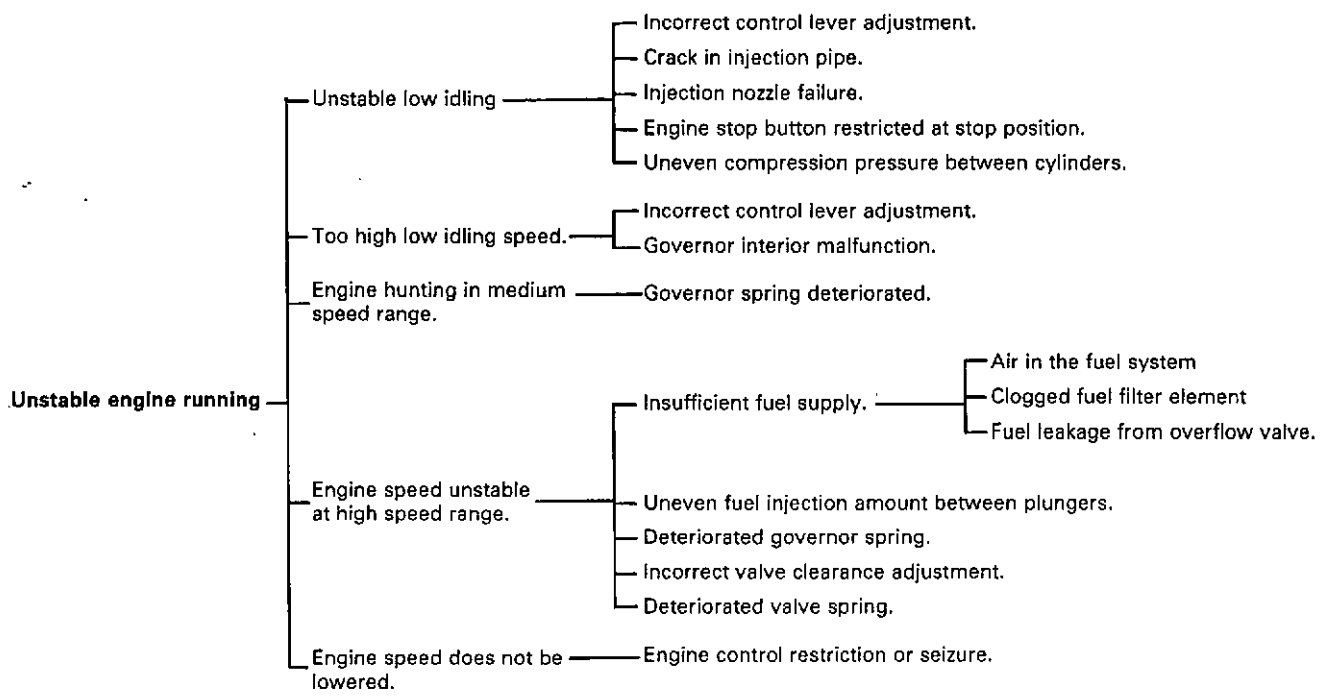 Incorrect control lever adjustment.
Crack in injection pipe.
Unstable low idling
Injection nozzle failure.
Engine stop button restricted at stop position.
Uneven compression pressure between cylinders.
Incorrect control lever adjustment.
Too high low idling speed.
Governor interior malfunction.
Engine hunting in medium
speed range.
Governor spring deteriorated.
Air in the fuel system
Unstable engine running
Insufficient fuel supply.
Clogged fuel filter element
Fuel leakage from overflow valve.
Engine speed unstable
at high speed range.
Uneven fuel injection amount between plungers.
Deteriorated governor spring.
Incorrect valve clearance adjustment.
Deteriorated valve spring.
Engine speed does not be
lowered.
Engine control restriction or seizure.